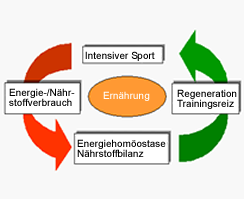 Intensiver Sport
Energie-/Nähr-
stoffverbrauch
Ernährung
Regeneration
Trainingsreiz
Energiehomöostase
Nährstoffbilanz